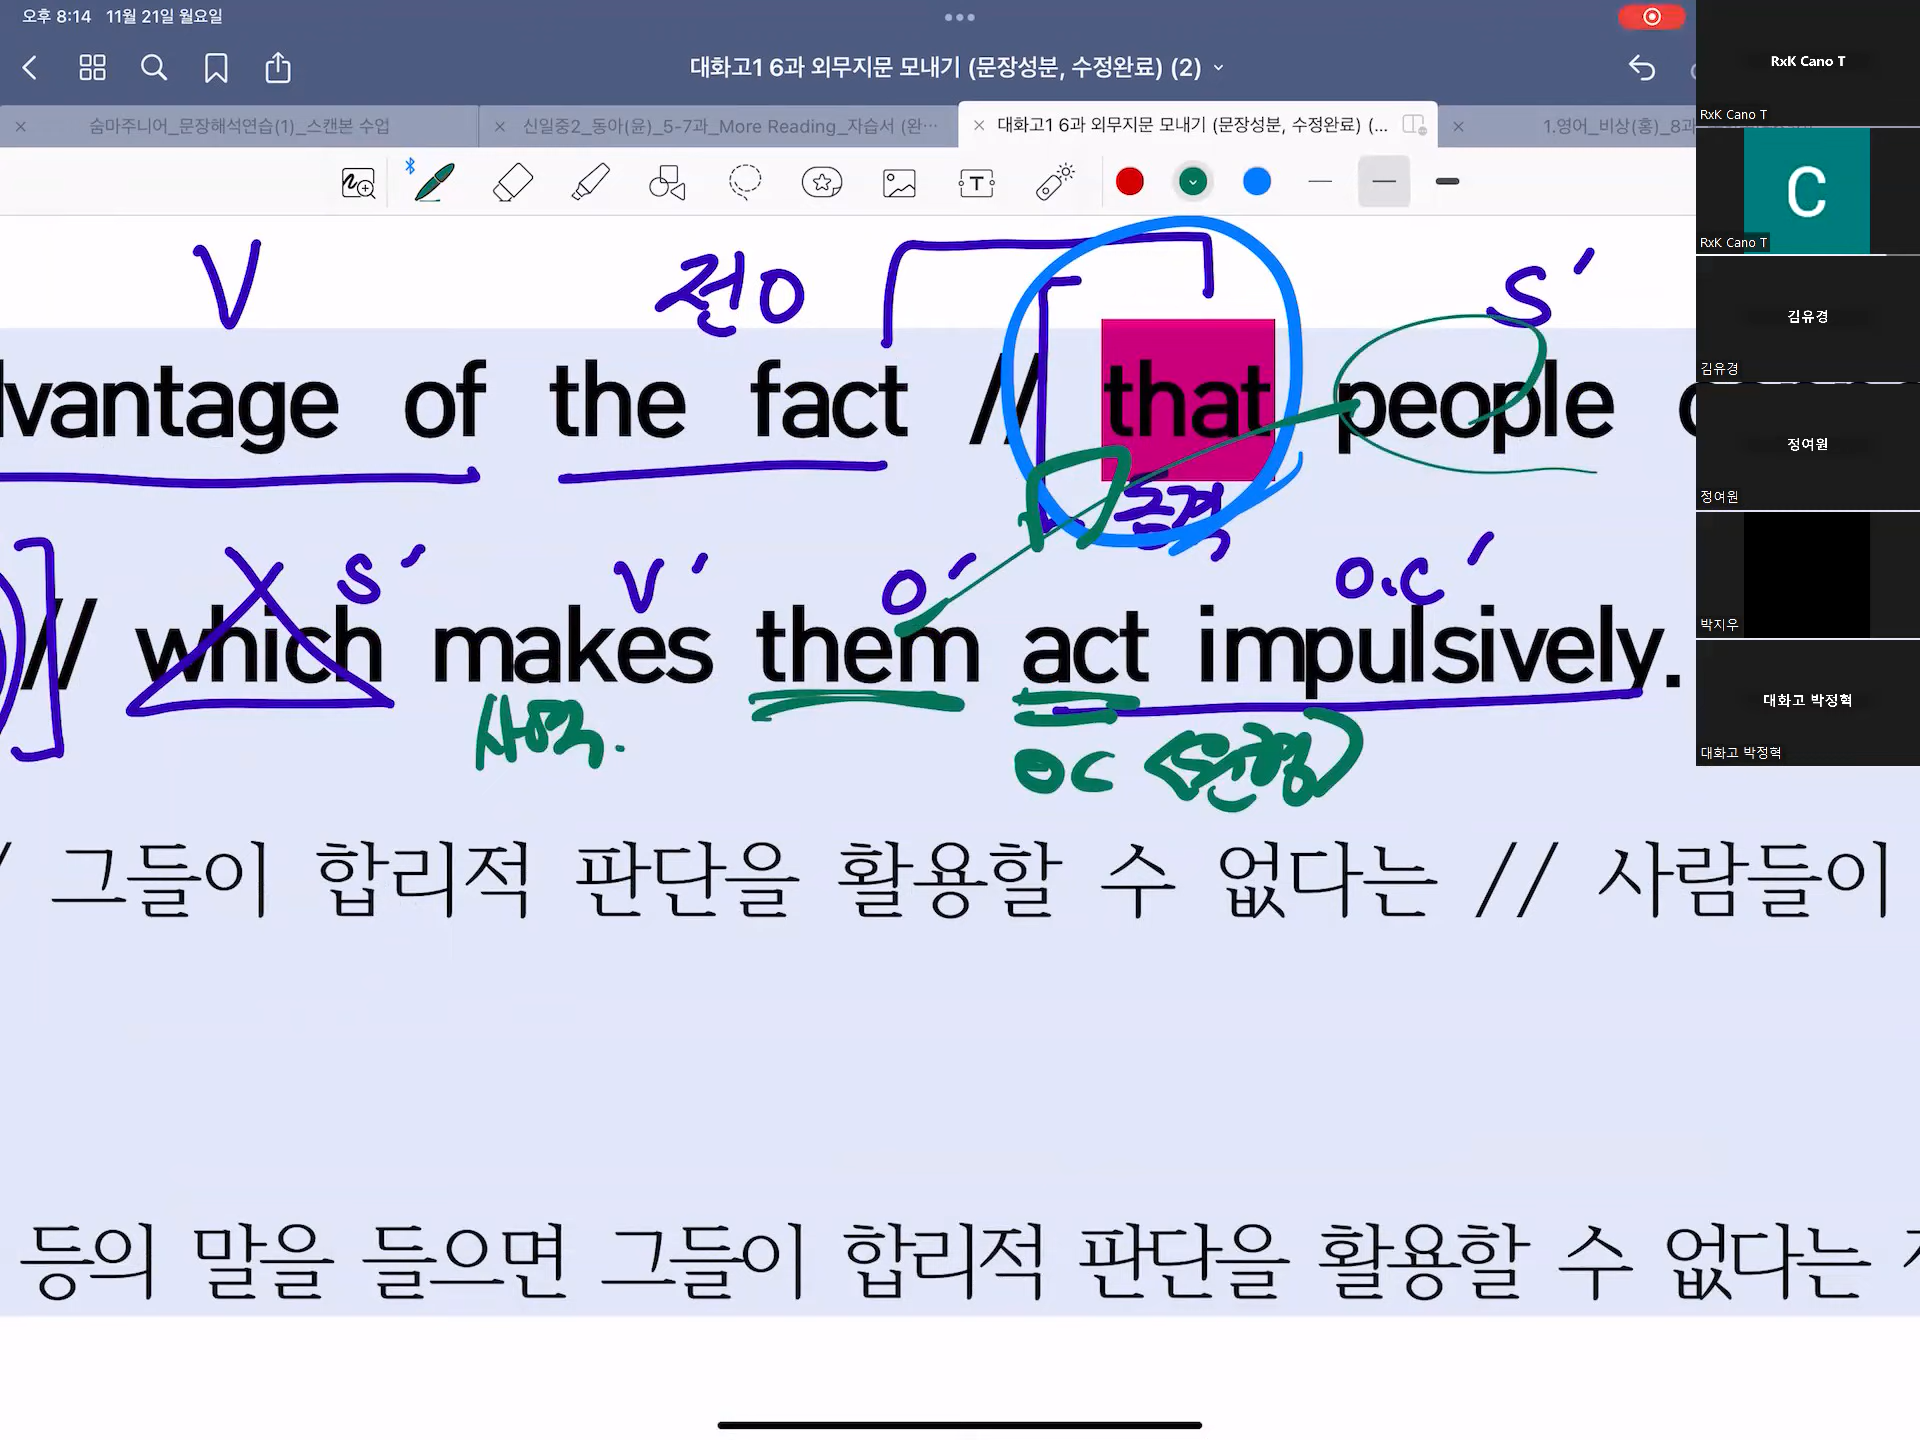 오후 8:14 11월 21일 월요일
대화고1 6과 외무지문 모내기 (문장성분, 수정완료) (2)
숨마주니어_문장해석연습(1)_스캔본 수업
신일중2_동아(윤)_5-7과_More Reading_자습서 (완…
대화고1 6과 외무지문 모내기 (문장성분, 수정완료) (...
1.영어_비상(홍)_8과
V 전O S′
dvantage of the fact // that people
동격
S′ V′ O′ O.C′
// which makes them act impulsively.
사역.
OC (원형)
그들이 합리적 판단을 활용할 수 없다는 // 사람들이
등의 말을 들으면 그들이 합리적 판단을 활용할 수 없다는
RxK Cano T
RxK Cano T
C
RxK Cano T
김유경
김유경
정여원
정여원
박지우
대화고 박정혁
대화고 박정혁